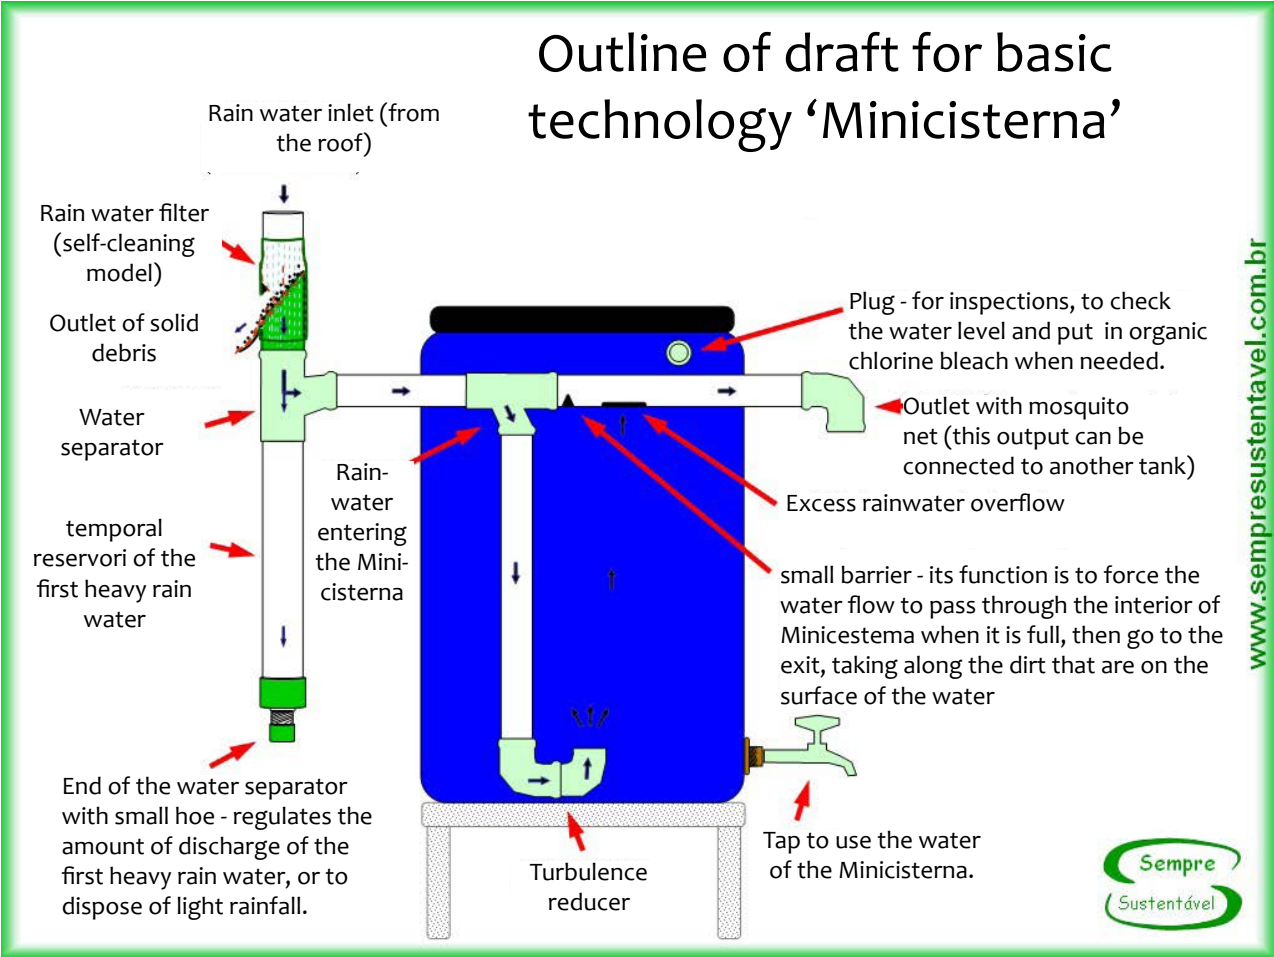 Outline of draft for basic
technology ‘Minicisterna’
Rain water inlet (from
the roof)
Rain water filter
(self-cleaning
model)
Outlet of solid
debris
Water
separator
temporal
reservori of the
first heavy rain
water
End of the water separator
with small hoe - regulates the
amount of discharge of the
first heavy rain water, or to
dispose of light rainfall.
Rain-
water
entering
the Mini-
cisterna
Turbulence
reducer
Plug - for inspections, to check
the water level and put in organic
chlorine bleach when needed.
Outlet with mosquito
net (this output can be
connected to another tank)
Excess rainwater overflow
small barrier - its function is to force the
water flow to pass through the interior of
Minicestema when it is full, then go to the
exit, taking along the dirt that are on the
surface of the water
Tap to use the water
of the Minicisterna.
www.sempresustentavel.com.br
Sempre
Sustentável